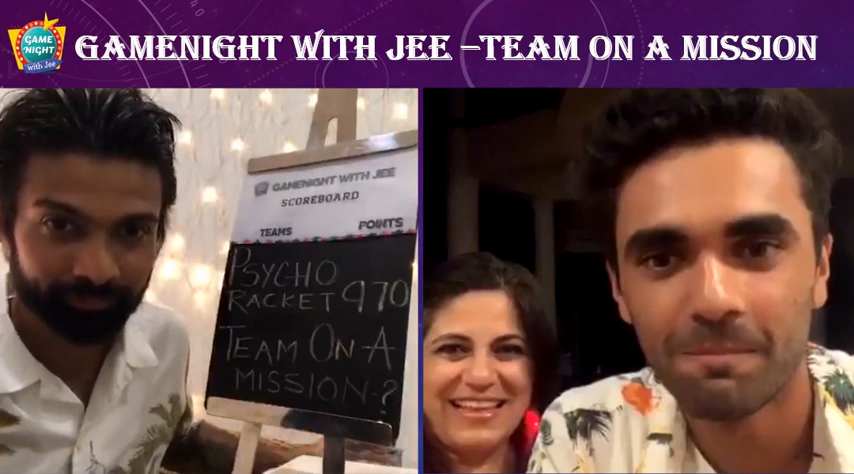 GAME
NIGHT
with Jee
GAMENIGHT WITH JEE –TEAM ON A MISSION
GAMENIGHT WITH JEE
SCOREBOARD
TEAMS POINTS
PSYCHO
RACKET 970
TEAM ON A
MISSION-?